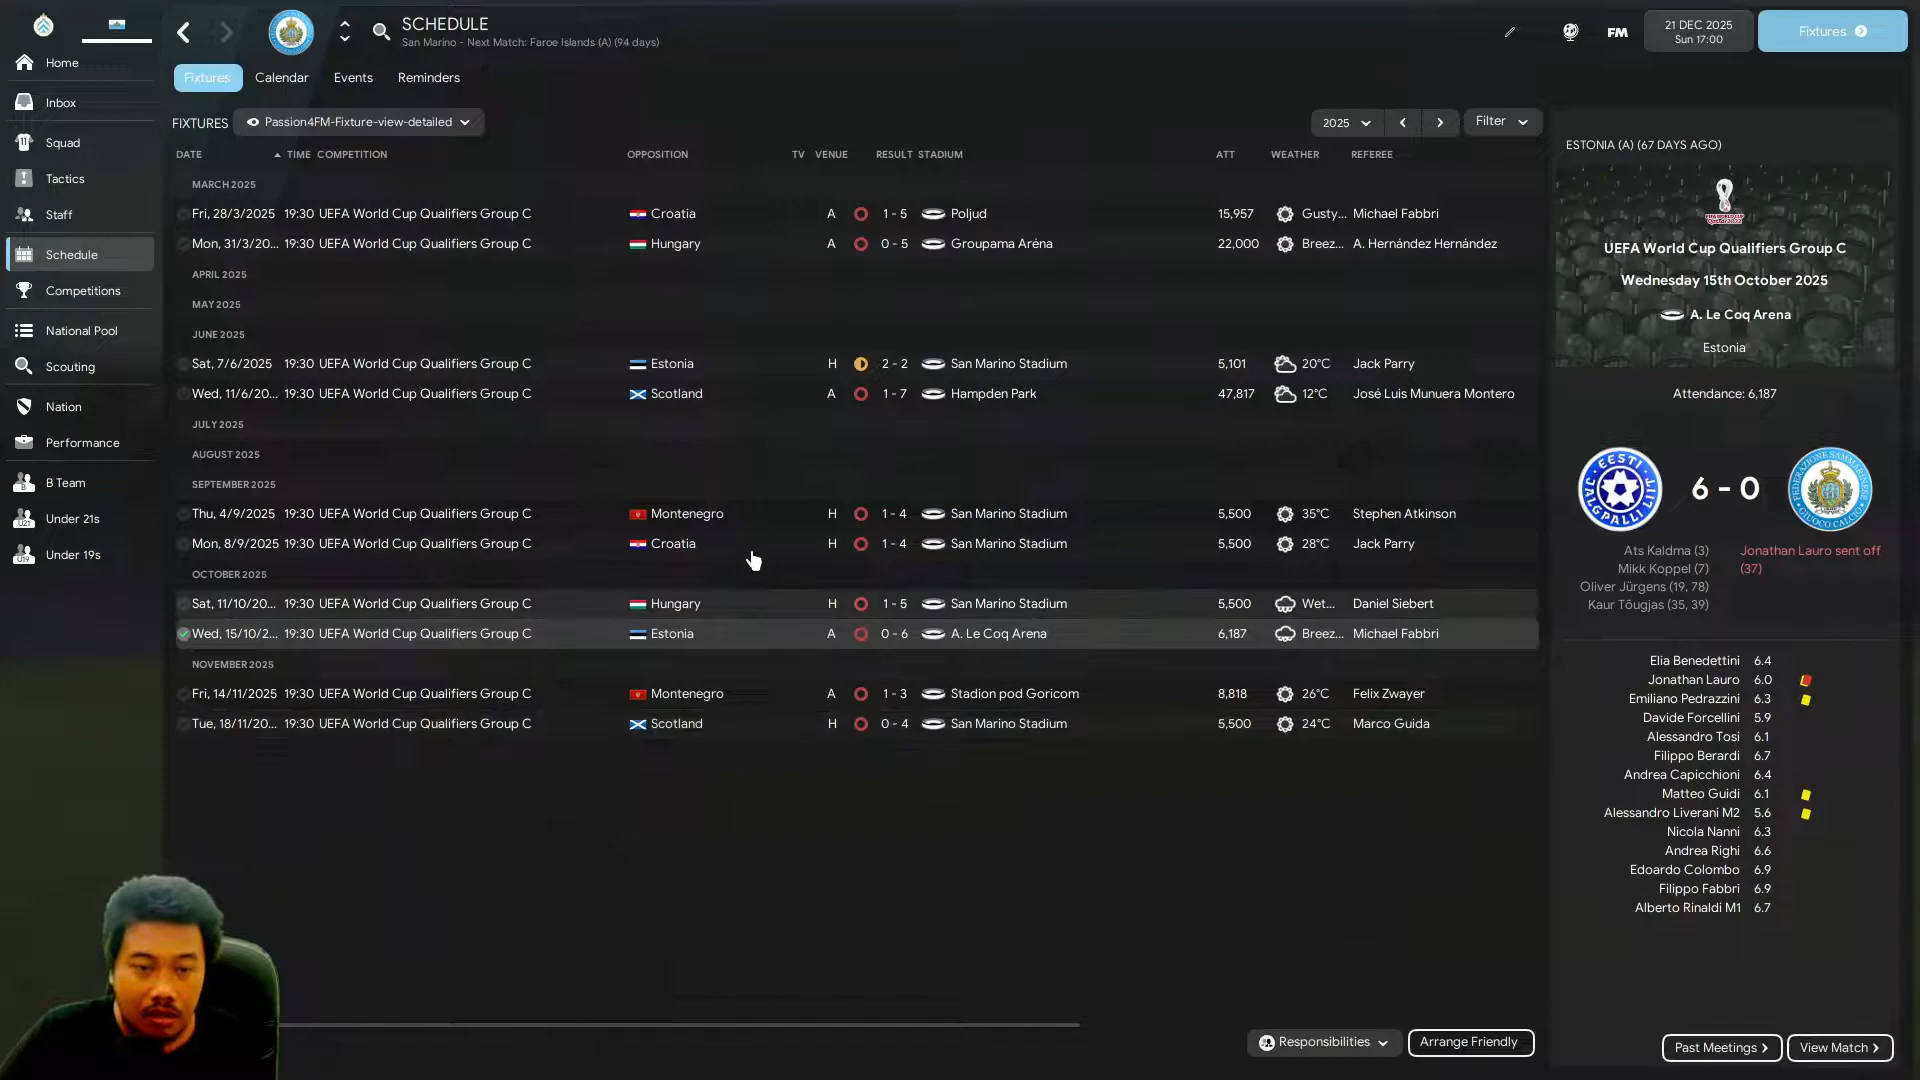 SCHEDULE
San Marino - Next Match: Faroe Islands (A) (94 days)
FM
21 DEC 2025
Sun 17:00
Fixtures
Home
Inbox
Squad
Tactics
Staff
Schedule
Competitions
National Pool
Scouting
Nation
Performance
B Team
Under 21s
Under 19s
Fixtures Calendar Events Reminders
FIXTURES Passion4FM-Fixture-view-detailed 2025 Filter
DATE TIME COMPETITION OPPOSITION TV VENUE RESULT STADIUM ATT WEATHER REFEREE
MARCH 2025
Fri, 28/3/2025 19:30 UEFA World Cup Qualifiers Group C Croatia A 1 - 5 Poljud 15,957 Gusty... Michael Fabbri
Mon, 31/3/20... 19:30 UEFA World Cup Qualifiers Group C Hungary A 0 - 5 Groupama Aréna 22,000 Breez... A. Hernández Hernández
APRIL 2025
MAY 2025
JUNE 2025
Sat, 7/6/2025 19:30 UEFA World Cup Qualifiers Group C Estonia H 2 - 2 San Marino Stadium 5,101 20°C Jack Parry
Wed, 11/6/20... 19:30 UEFA World Cup Qualifiers Group C Scotland A 1 - 7 Hampden Park 47,817 12°C José Luis Munuera Montero
JULY 2025
AUGUST 2025
SEPTEMBER 2025
Thu, 4/9/2025 19:30 UEFA World Cup Qualifiers Group C Montenegro H 1 - 4 San Marino Stadium 5,500 35°C Stephen Atkinson
Mon, 8/9/2025 19:30 UEFA World Cup Qualifiers Group C Croatia H 1 - 4 San Marino Stadium 5,500 28°C Jack Parry
OCTOBER 2025
Sat, 11/10/20... 19:30 UEFA World Cup Qualifiers Group C Hungary H 1 - 5 San Marino Stadium 5,500 Wet... Daniel Siebert
Wed, 15/10/2... 19:30 UEFA World Cup Qualifiers Group C Estonia A 0 - 6 A. Le Coq Arena 6,187 Breez... Michael Fabbri
NOVEMBER 2025
Fri, 14/11/2025 19:30 UEFA World Cup Qualifiers Group C Montenegro A 1 - 3 Stadion pod Goricom 8,818 26°C Felix Zwayer
Tue, 18/11/20... 19:30 UEFA World Cup Qualifiers Group C Scotland H 0 - 4 San Marino Stadium 5,500 24°C Marco Guida
Responsibilities Arrange Friendly
ESTONIA (A) (67 DAYS AGO)
UEFA World Cup Qualifiers Group C
Wednesday 15th October 2025
A. Le Coq Arena
Estonia
Attendance: 6,187
EESTI JALGPALLI LIIT
6 - 0
FEDERAZIONE SAMMARINESE GIUOCO CALCIO
Ats Kaldma (3)
Mikk Koppel (7)
Oliver Jürgens (19, 78)
Kaur Tõugjas (35, 39)
Jonathan Lauro sent off
(37)
Elia Benedettini 6.4
Jonathan Lauro 6.0
Emiliano Pedrazzini 6.3
Davide Forcellini 5.9
Alessandro Tosi 6.1
Filippo Berardi 6.7
Andrea Capicchioni 6.4
Matteo Guidi 6.1
Alessandro Liverani M2 5.6
Nicola Nanni 6.3
Andrea Righi 6.6
Edoardo Colombo 6.9
Filippo Fabbri 6.9
Alberto Rinaldi M1 6.7
Past Meetings View Match